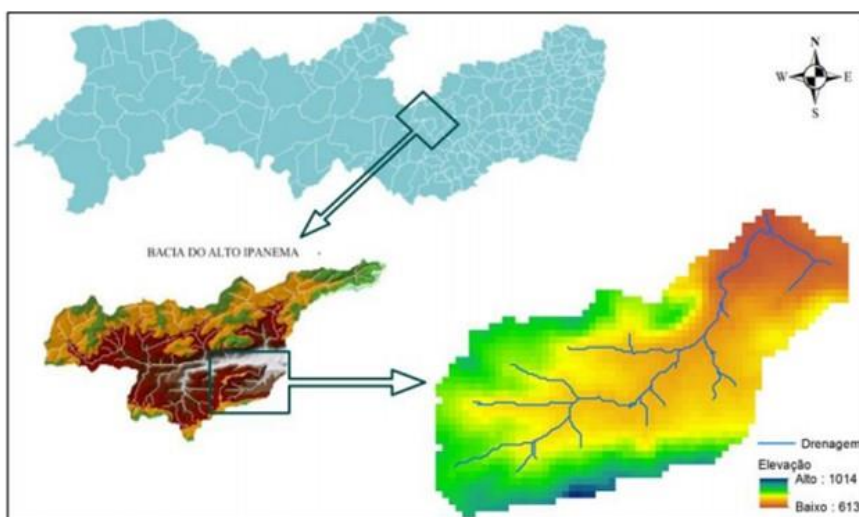 N
W E
S
BACIA DO ALTO IPANEMA
Drenagem
Elevação
Alto : 1014
Baixo : 613